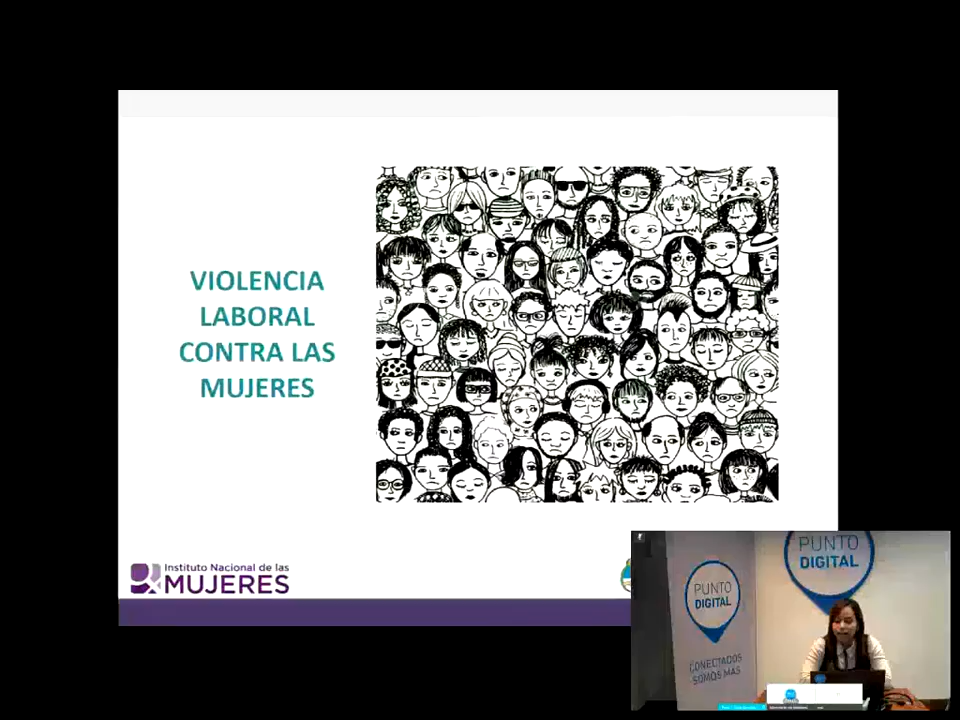 VIOLENCIA
LABORAL
CONTRA LAS
MUJERES
Instituto Nacional de las
MUJERES
PUNTO
DIGITAL
PUNTO
DIGITAL
CONECTADOS
SOMOS MÁS